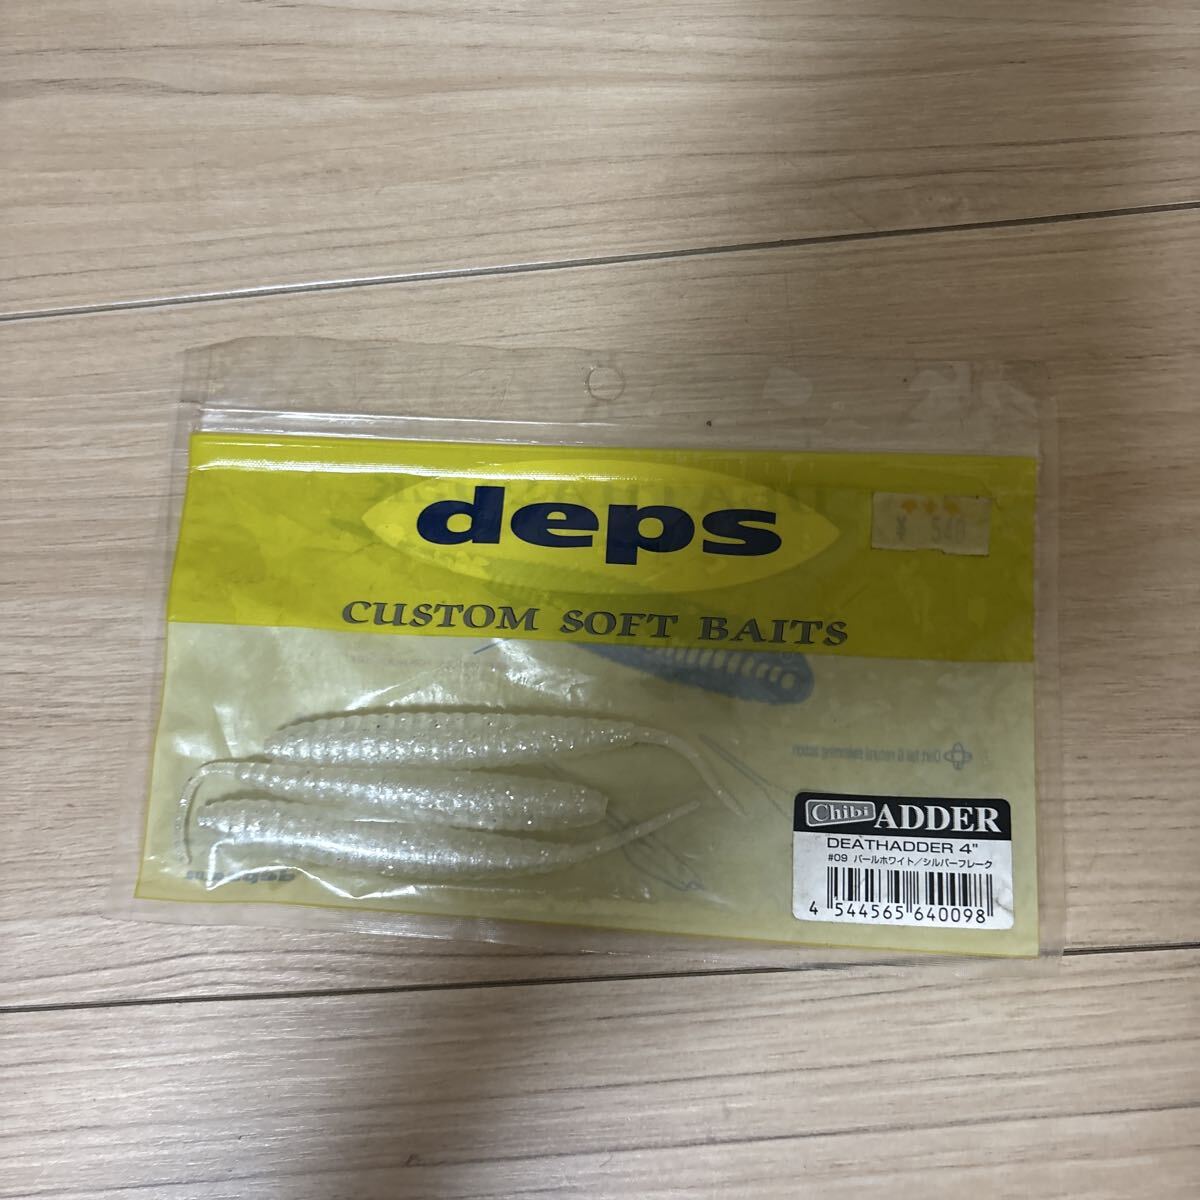 deps
¥ 540
CUSTOM SOFT BAITS
Chibi ADDER
DEATHADDER 4"
#09 パールホワイト／シルバーフレーク
4 544565 640098